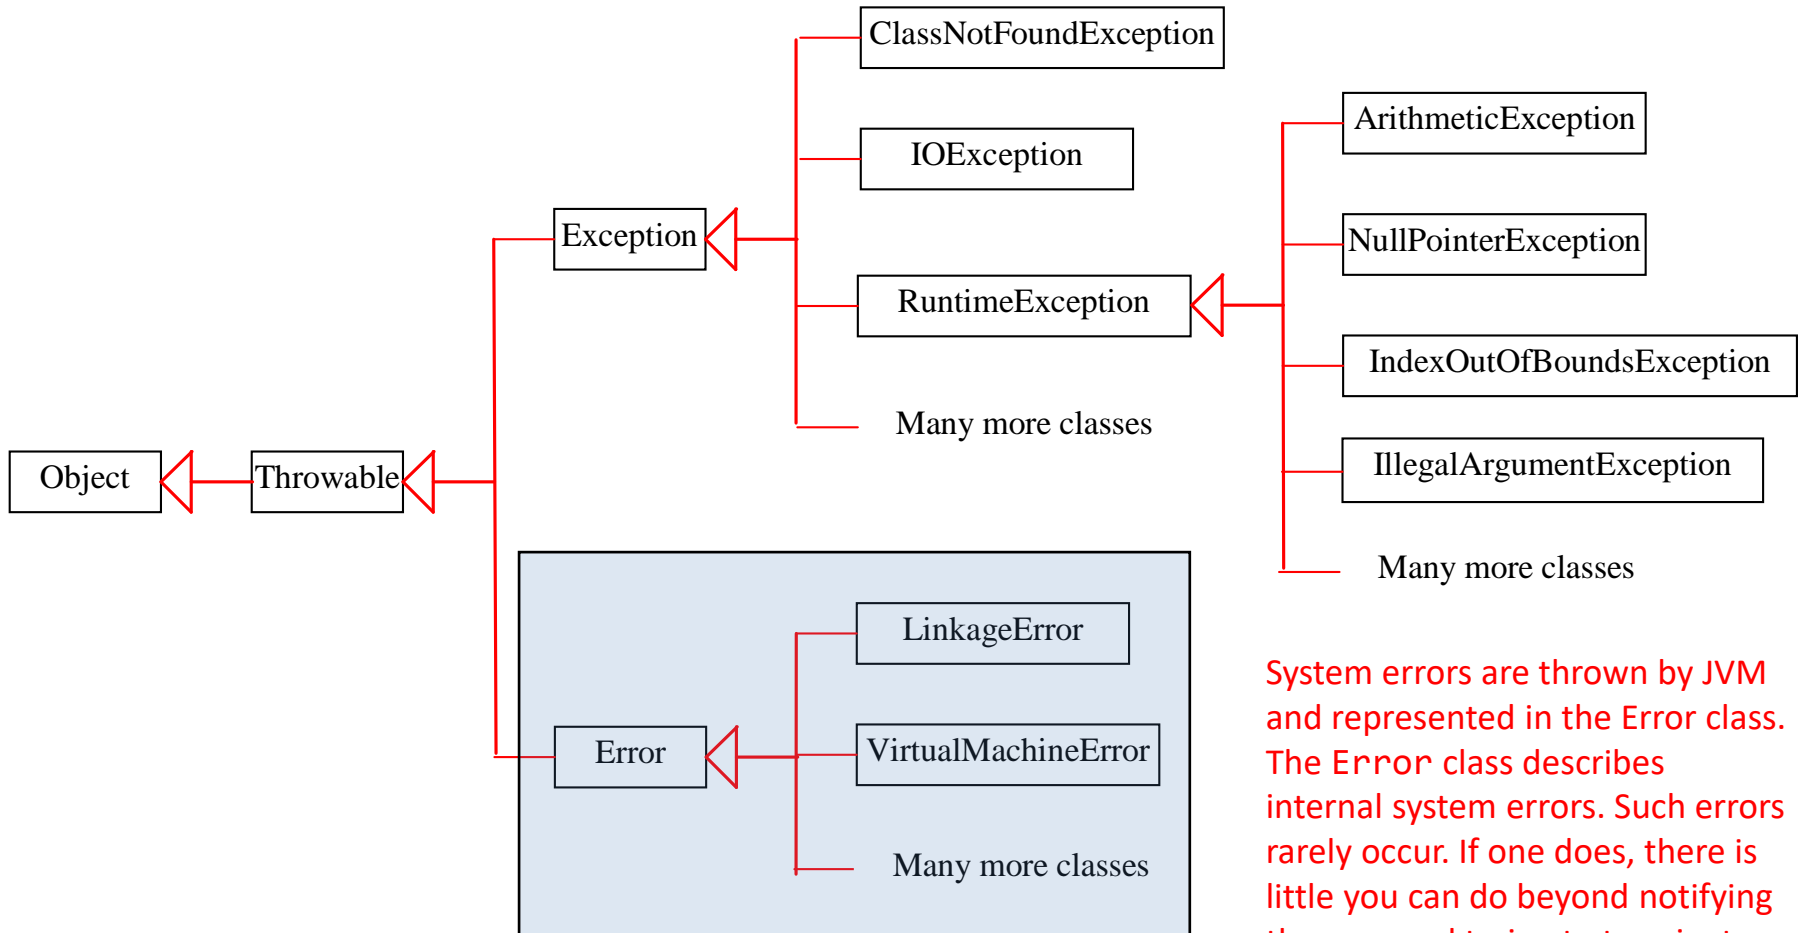 ClassNotFoundException
ArithmeticException
IOException
Exception
NullPointerException
RuntimeException
IndexOutOfBoundsException
Many more classes
Object
Throwable
IllegalArgumentException
Many more classes
LinkageError
Error
VirtualMachineError
Many more classes
System errors are thrown by JVM
and represented in the Error class.
The Error class describes
internal system errors. Such errors
rarely occur. If one does, there is
little you can do beyond notifying